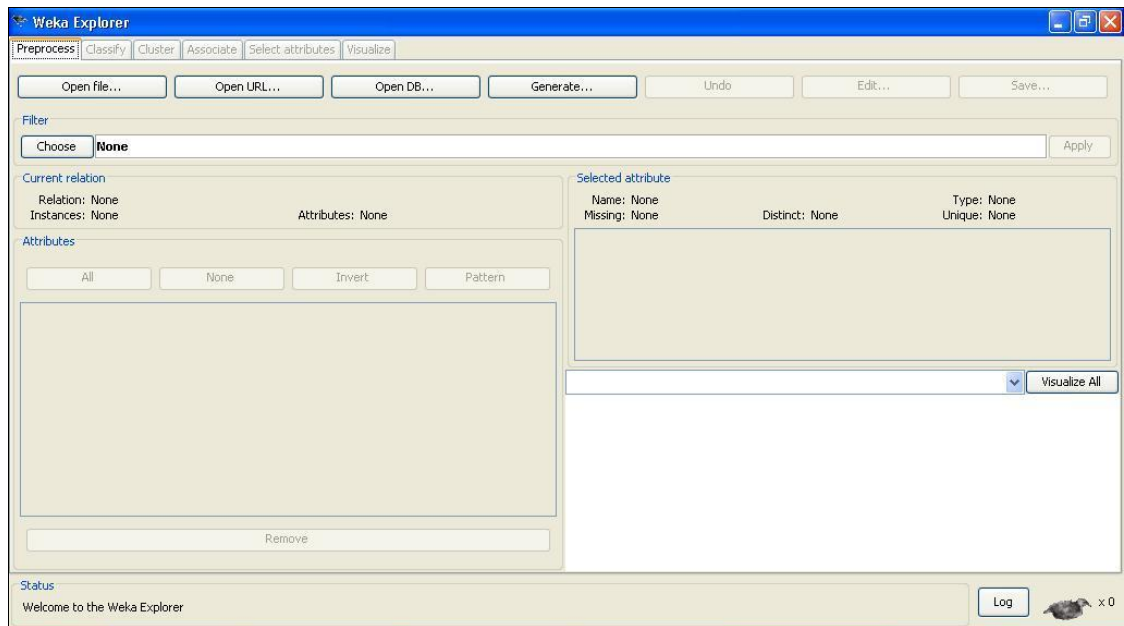 Weka Explorer
Preprocess Classify Cluster Associate Select attributes Visualize
Open file... Open URL... Open DB... Generate... Undo Edit... Save...
Filter
Choose None Apply
Current relation
Relation: None
Instances: None Attributes: None
Selected attribute
Name: None Type: None
Missing: None Distinct: None Unique: None
Attributes
All None Invert Pattern
Visualize All
Remove
Status
Welcome to the Weka Explorer
Log x 0